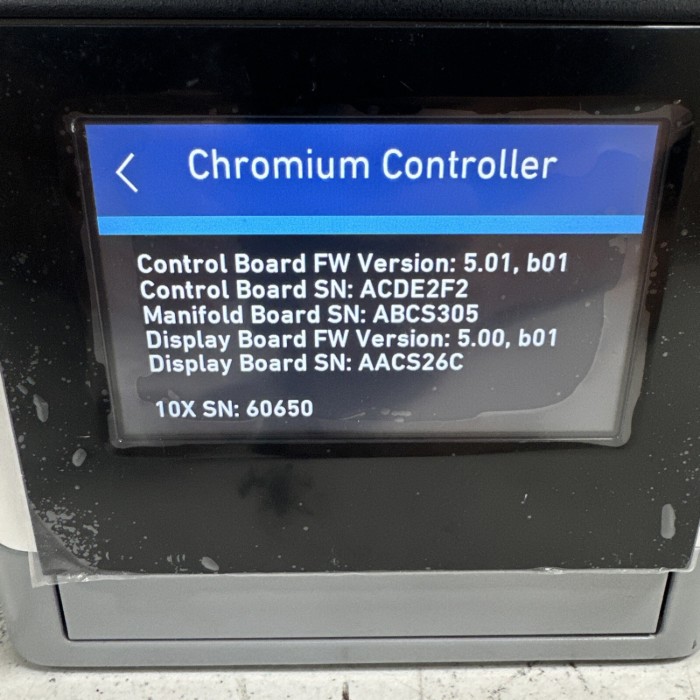 Chromium Controller
Control Board FW Version: 5.01, b01
Control Board SN: ACDE2F2
Manifold Board SN: ABCS305
Display Board FW Version: 5.00, b01
Display Board SN: AACS26C
10X SN: 60650